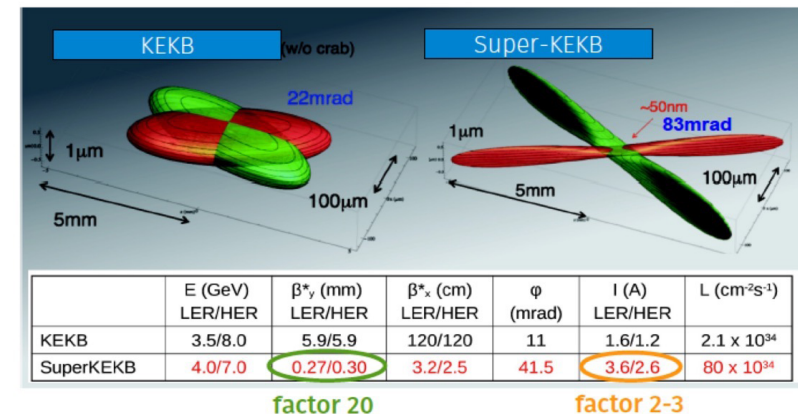 KEKB
(w/o crab)
Super-KEKB
22mrad
~50nm
83mrad
1μm
1μm
100μm
100μm
5mm
5mm
E (GeV) LER/HER
β*y (mm) LER/HER
β*x (cm) LER/HER
φ (mrad)
I (A) LER/HER
L (cm-2s-1)
KEKB 3.5/8.0 5.9/5.9 120/120 11 1.6/1.2 2.1 x 10³⁴
SuperKEKB 4.0/7.0 0.27/0.30 3.2/2.5 41.5 3.6/2.6 80 x 10³⁴
factor 20
factor 2-3